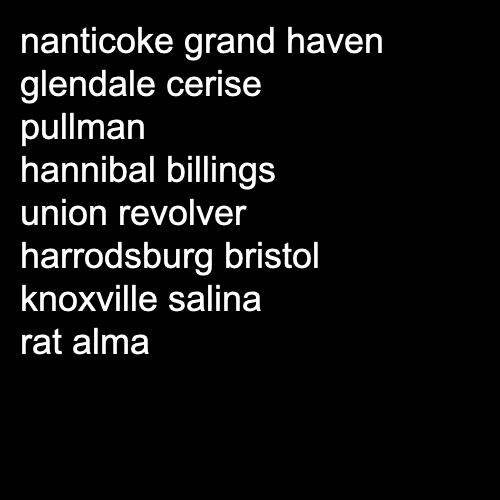 nanticoke grand haven
glendale cerise
pullman
hannibal billings
union revolver
harrodsburg bristol
knoxville salina
rat alma